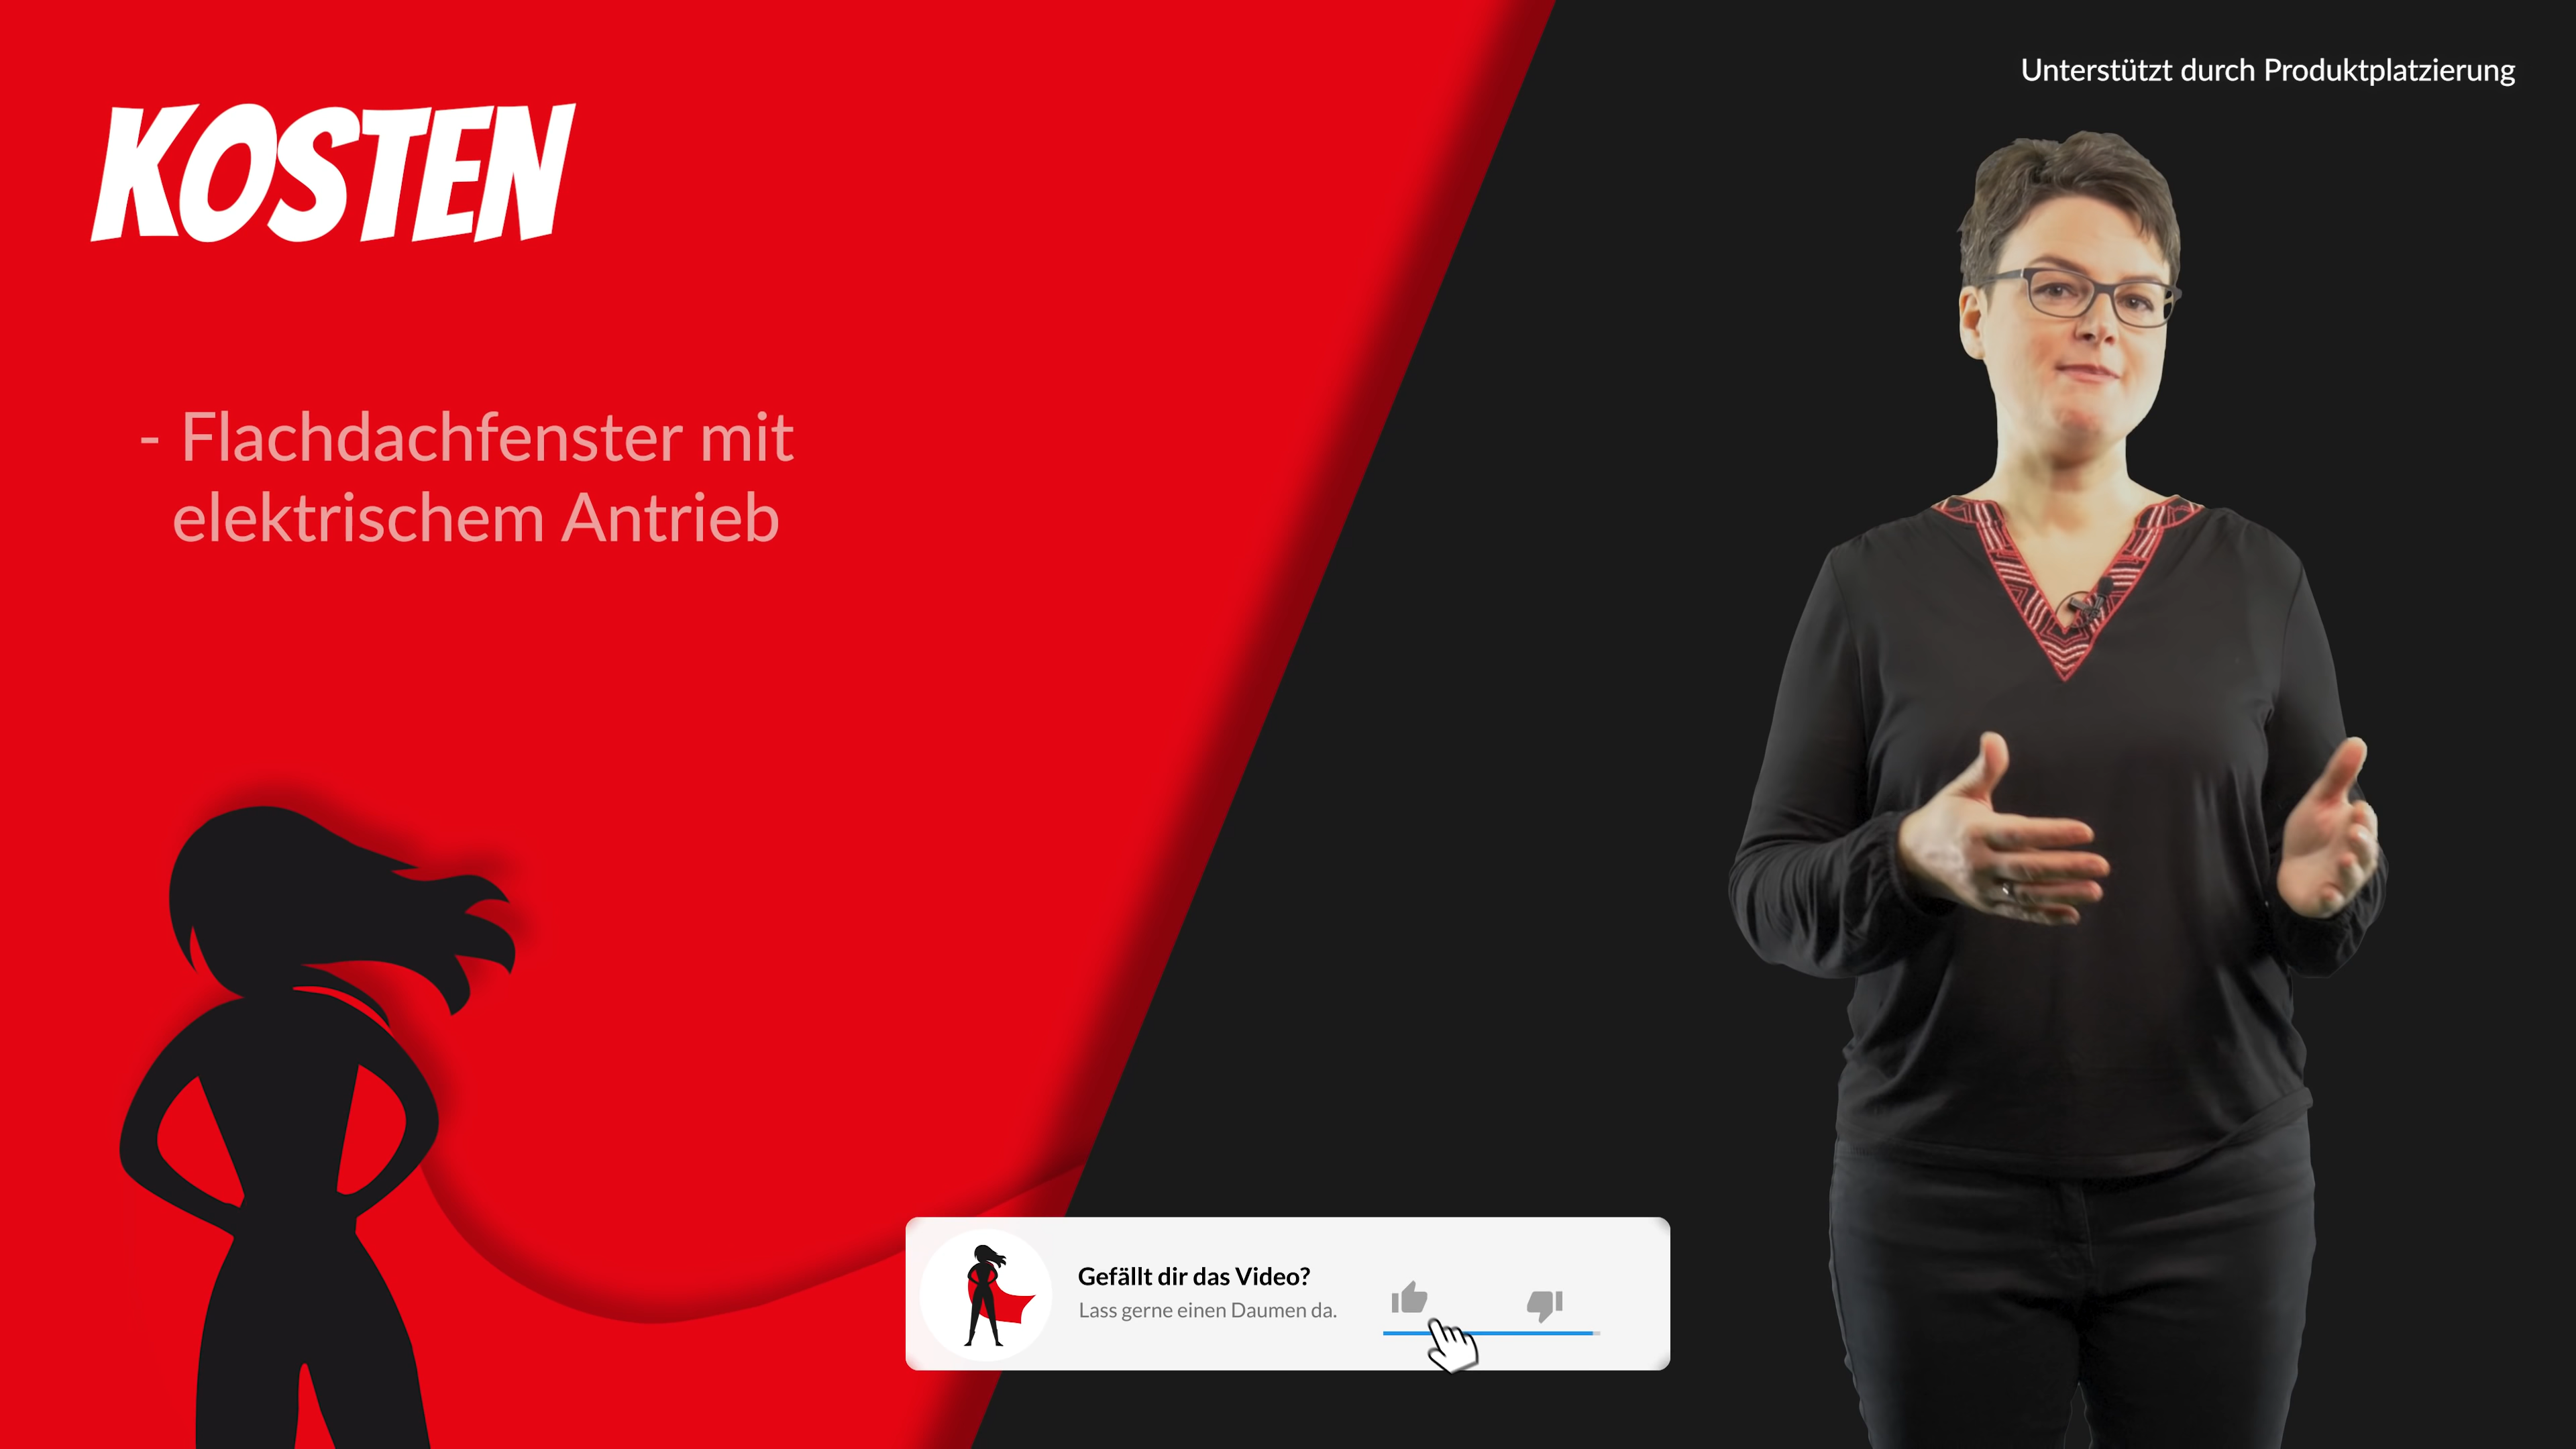 Unterstützt durch Produktplatzierung
KOSTEN
- Flachdachfenster mit
elektrischem Antrieb
Gefällt dir das Video?
Lass gerne einen Daumen da.